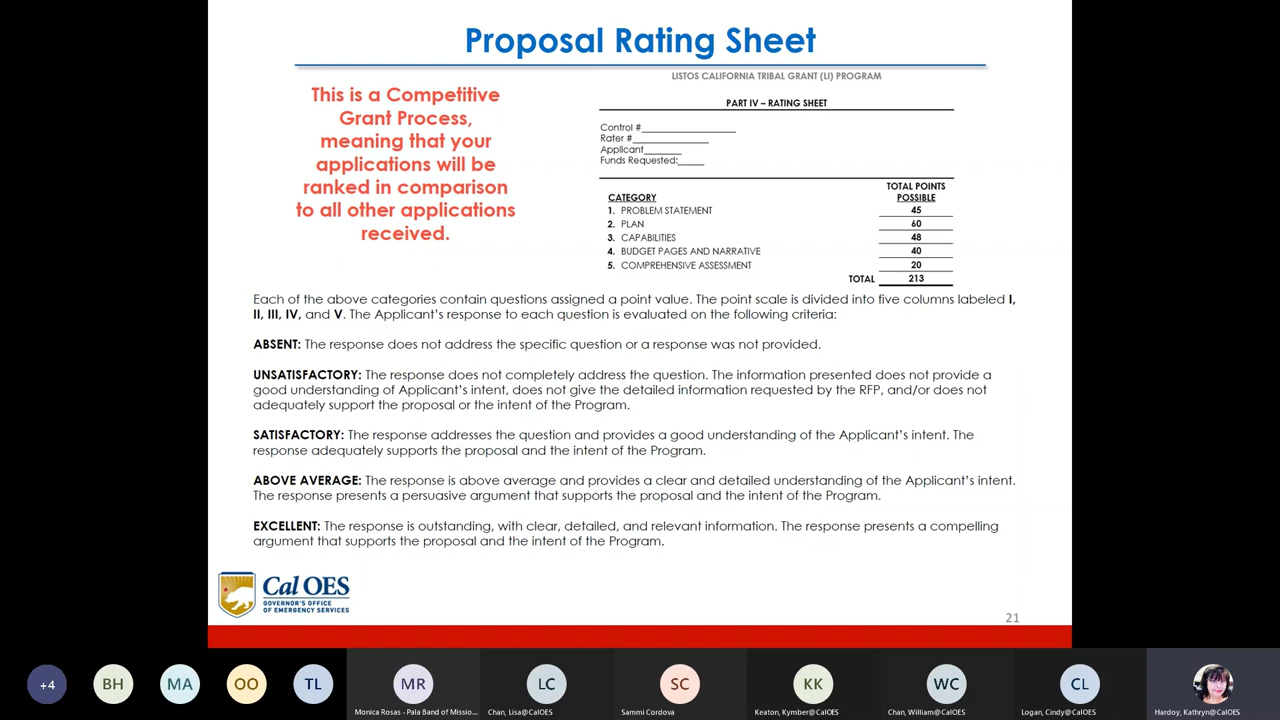 Proposal Rating Sheet
This is a Competitive
Grant Process,
meaning that your
applications will be
ranked in comparison
to all other applications
received.
LISTOS CALIFORNIA TRIBAL GRANT (LI) PROGRAM
PART IV – RATING SHEET
Control #____________________
Rater #________________
Applicant________
Funds Requested:______
CATEGORY TOTAL POINTS POSSIBLE
1. PROBLEM STATEMENT 45
2. PLAN 60
3. CAPABILITIES 48
4. BUDGET PAGES AND NARRATIVE 40
5. COMPREHENSIVE ASSESSMENT 20
TOTAL 213
Each of the above categories contain questions assigned a point value. The point scale is divided into five columns labeled I,
II, III, IV, and V. The Applicant’s response to each question is evaluated on the following criteria:
ABSENT: The response does not address the specific question or a response was not provided.
UNSATISFACTORY: The response does not completely address the question. The information presented does not provide a
good understanding of Applicant’s intent, does not give the detailed information requested by the RFP, and/or does not
adequately support the proposal or the intent of the Program.
SATISFACTORY: The response addresses the question and provides a good understanding of the Applicant’s intent. The
response adequately supports the proposal and the intent of the Program.
ABOVE AVERAGE: The response is above average and provides a clear and detailed understanding of the Applicant’s intent.
The response presents a persuasive argument that supports the proposal and the intent of the Program.
EXCELLENT: The response is outstanding, with clear, detailed, and relevant information. The response presents a compelling
argument that supports the proposal and the intent of the Program.
Cal OES
GOVERNOR’S OFFICE
OF EMERGENCY SERVICES
21
+4 BH MA OO TL MR LC SC KK WC CL
Monica Rosas - Pala Band of Missio... Chan, Lisa@CalOES Sammi Cordova Keaton, Kymber@CalOES Chan, William@CalOES Logan, Cindy@CalOES Hardoy, Kathryn@CalOES